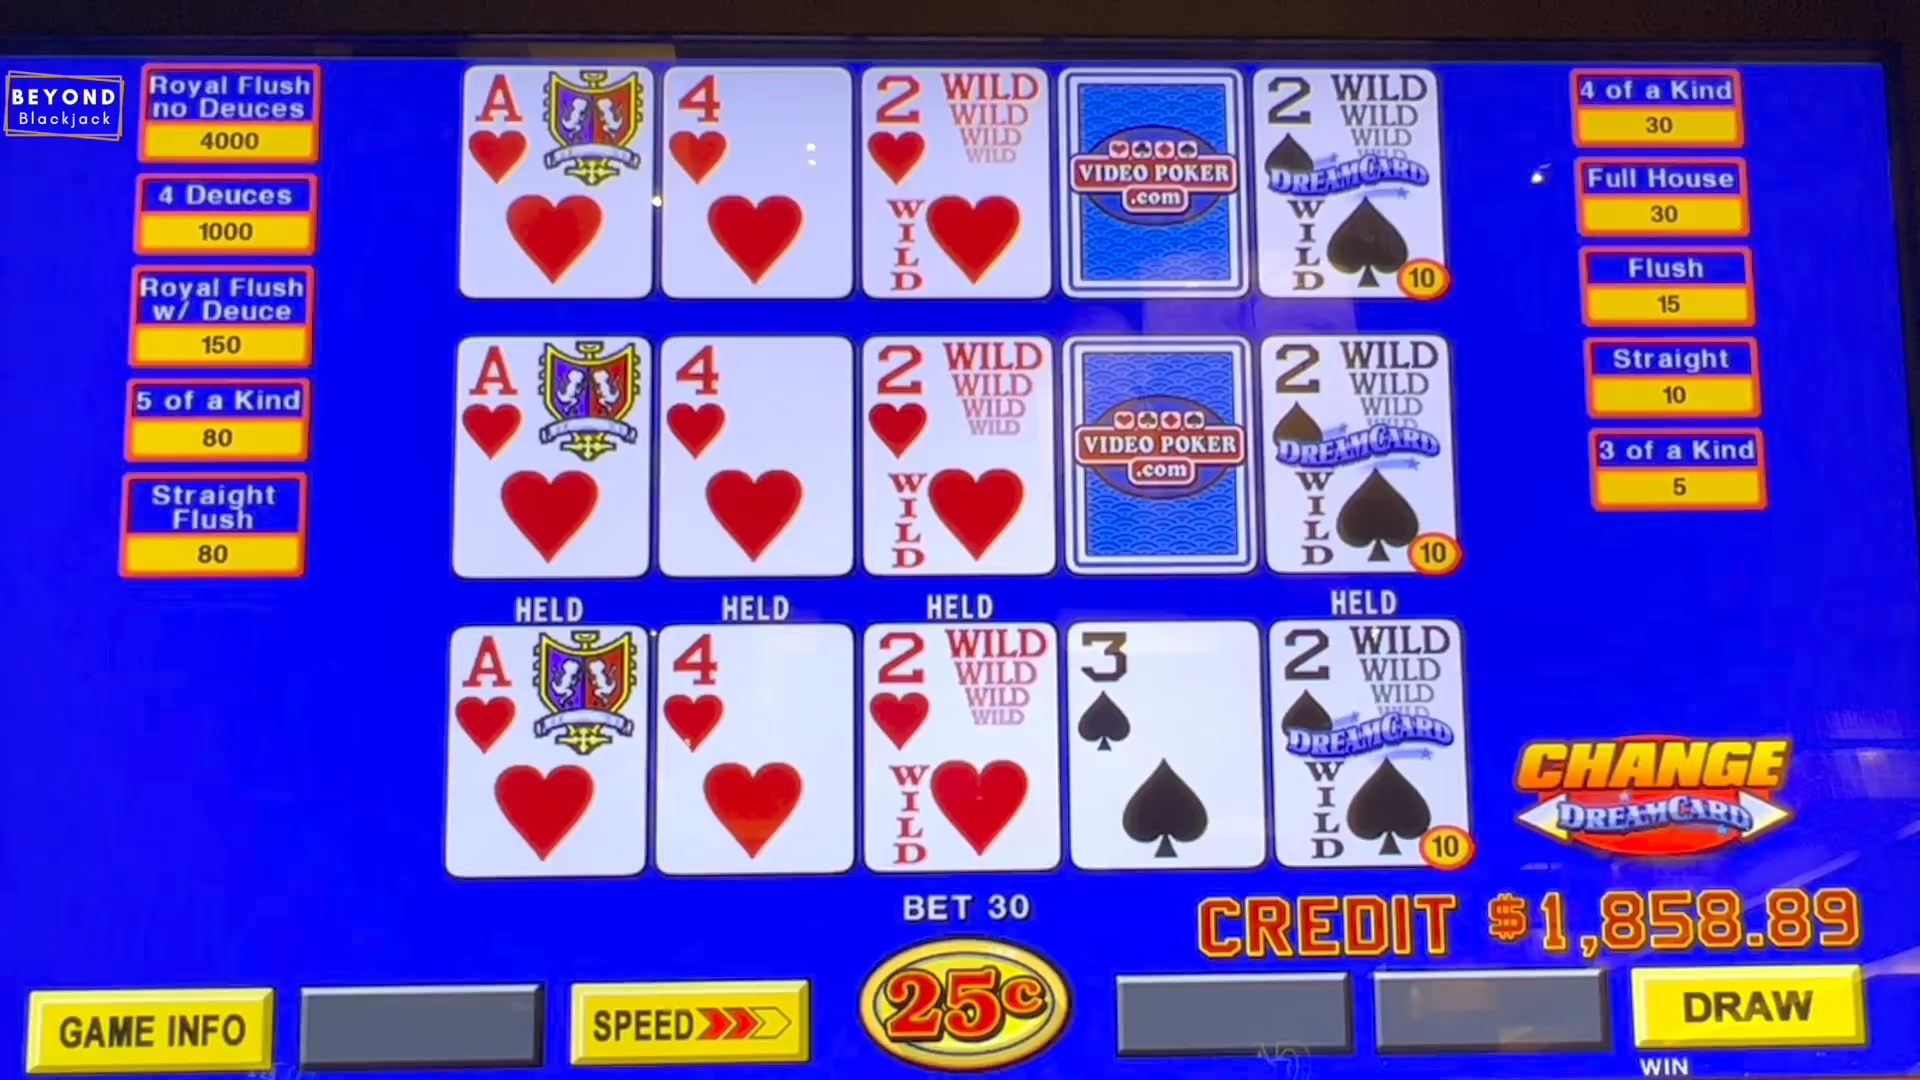 BEYOND
Blackjack
Royal Flush
no Deuces
4000
4 Deuces
1000
Royal Flush
w/ Deuce
150
5 of a Kind
80
Straight
Flush
80
A
4
2 WILD
WILD
WILD
WILD
WILD
VIDEO POKER
.com
2 WILD
WILD
WILD
DREAMCARD
WILD
10
4 of a Kind
30
Full House
30
Flush
15
Straight
10
3 of a Kind
5
A
4
2 WILD
WILD
WILD
WILD
WILD
VIDEO POKER
.com
2 WILD
WILD
WILD
DREAMCARD
WILD
10
HELD HELD HELD HELD
A
4
2 WILD
WILD
WILD
WILD
WILD
3
2 WILD
WILD
WILD
WILD
DREAMCARD
WILD
10
CHANGE
DREAMCARD
BET 30
CREDIT $1,858.89
GAME INFO
SPEED
25¢
DRAW
WIN